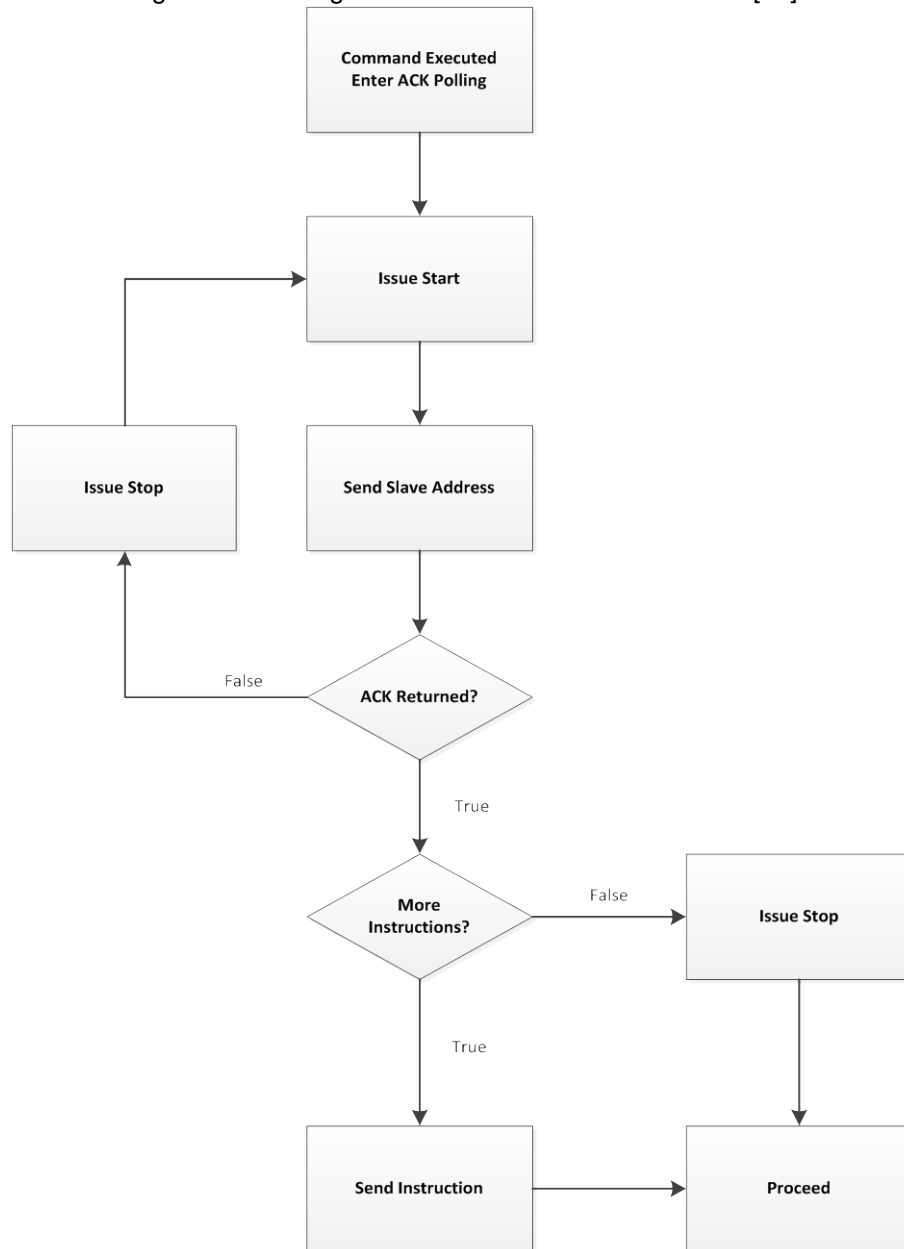 Command Executed
Enter ACK Polling
Issue Start
Issue Stop
Send Slave Address
False
ACK Returned?
True
More
Instructions?
False
Issue Stop
True
Send Instruction
Proceed